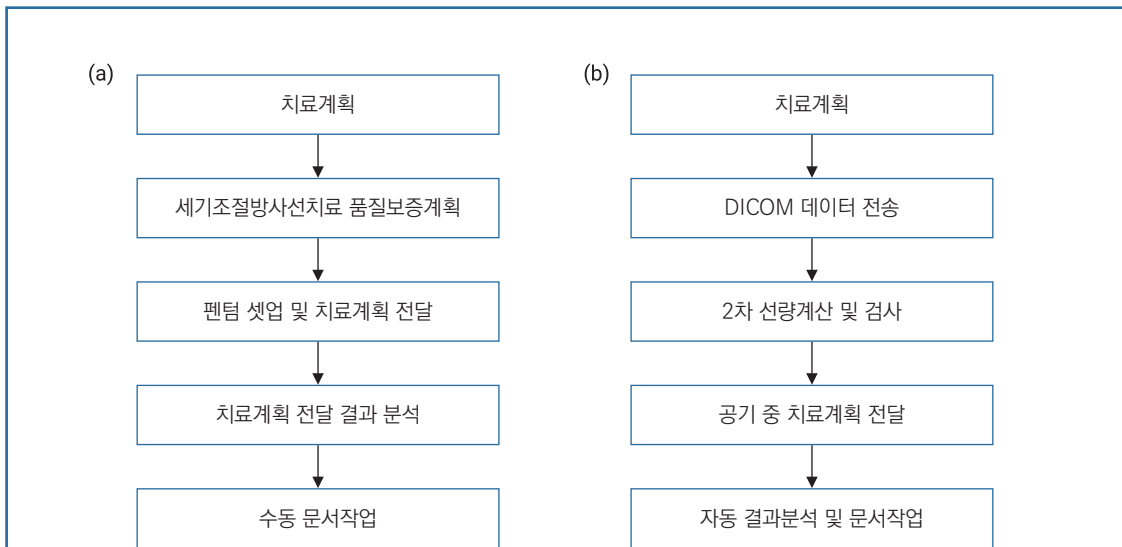 (a)
치료계획
세기조절방사선치료 품질보증계획
펜텀 셋업 및 치료계획 전달
치료계획 전달 결과 분석
수동 문서작업
(b)
치료계획
DICOM 데이터 전송
2차 선량계산 및 검사
공기 중 치료계획 전달
자동 결과분석 및 문서작업